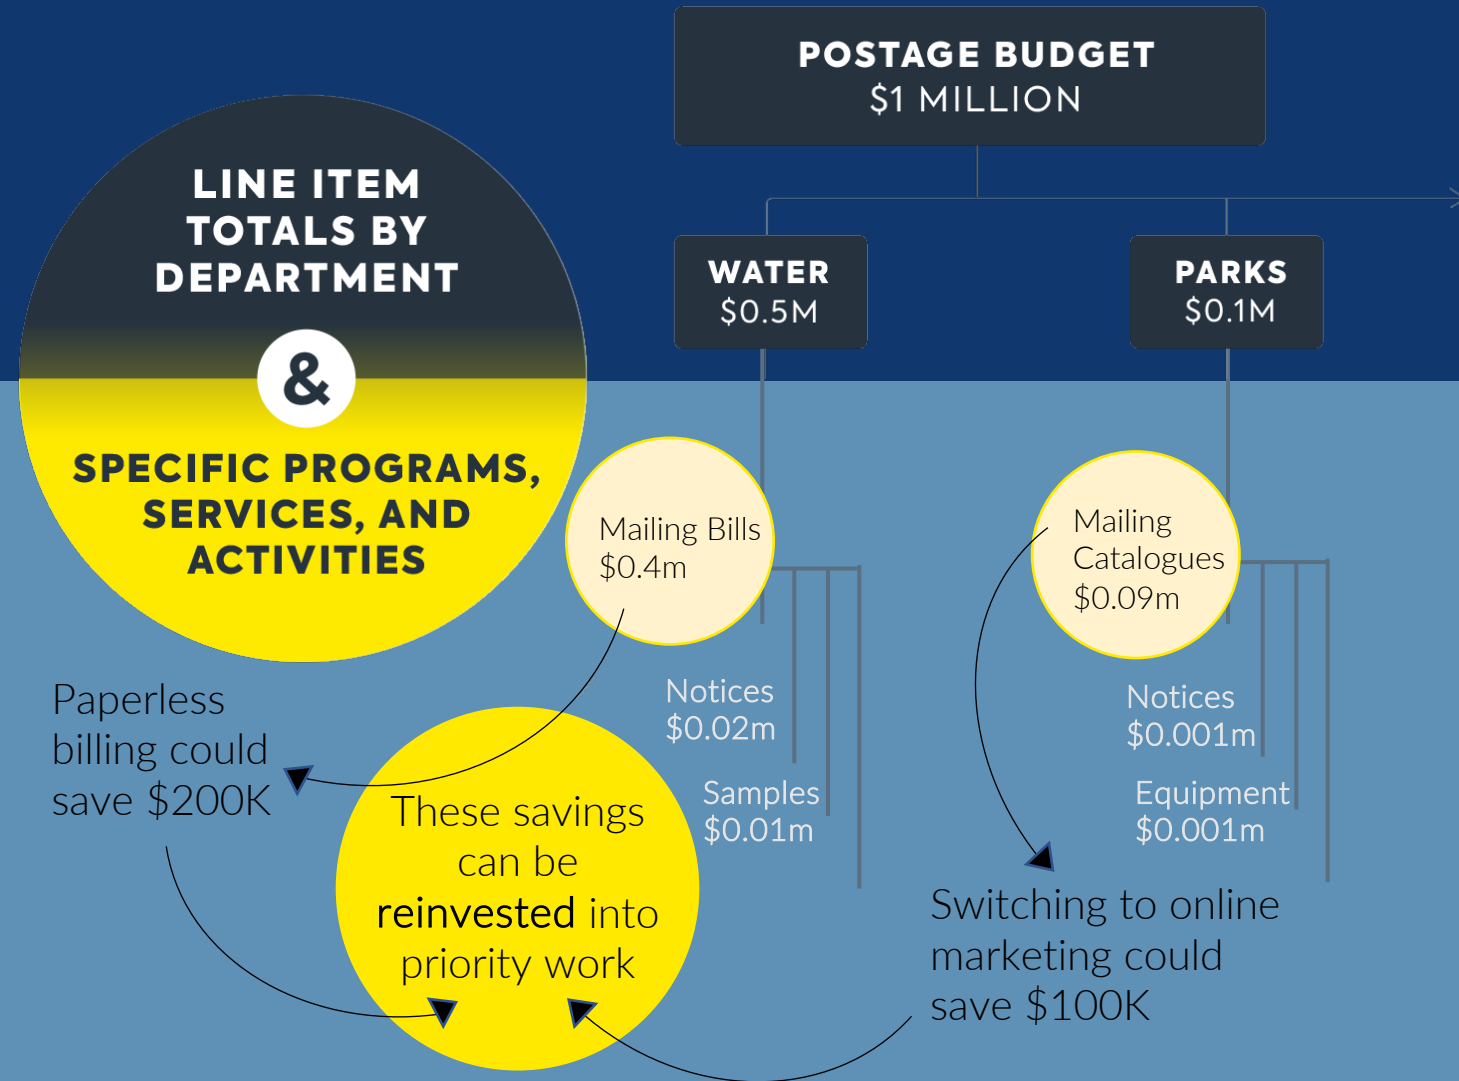 POSTAGE BUDGET
$1 MILLION
LINE ITEM
TOTALS BY
DEPARTMENT
&
SPECIFIC PROGRAMS,
SERVICES, AND
ACTIVITIES
WATER
$0.5M
PARKS
$0.1M
Mailing Bills
$0.4m
Mailing
Catalogues
$0.09m
Notices
$0.02m
Samples
$0.01m
Notices
$0.001m
Equipment
$0.001m
Paperless
billing could
save $200K
These savings
can be
reinvested into
priority work
Switching to online
marketing could
save $100K